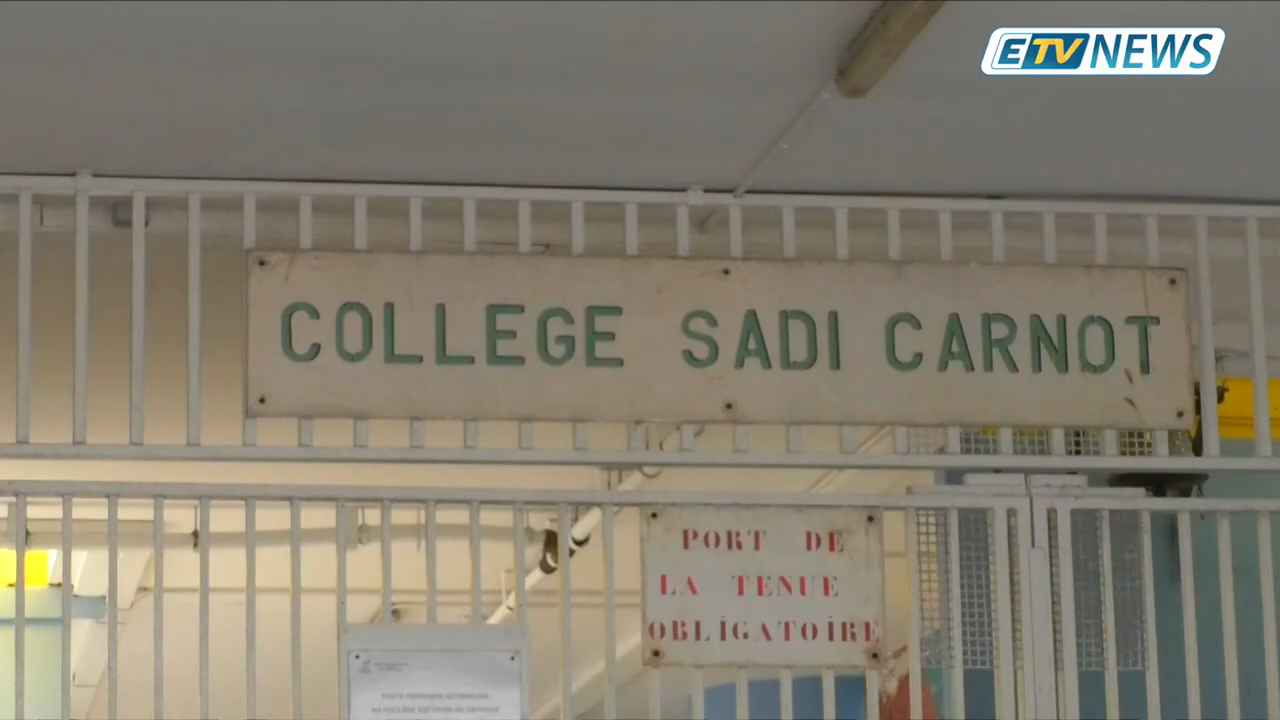 ETV NEWS
COLLEGE SADI CARNOT
PORT DE
LA TENUE
OBLiGATOiRE